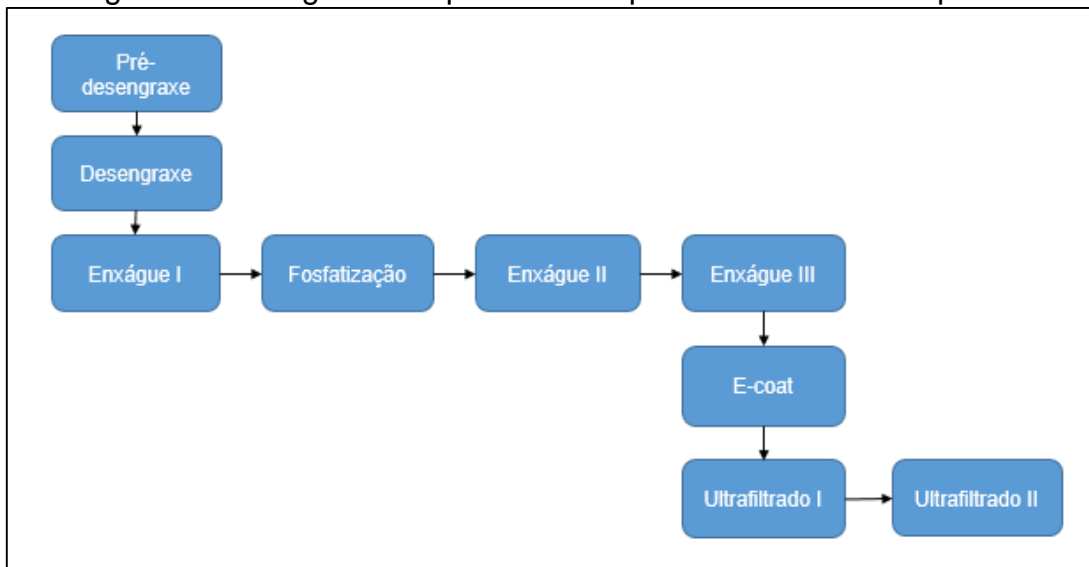 Pré-
desengraxe
Desengraxe
Enxágue I
Fosfatização
Enxágue II
Enxágue III
E-coat
Ultrafiltrado I
Ultrafiltrado II